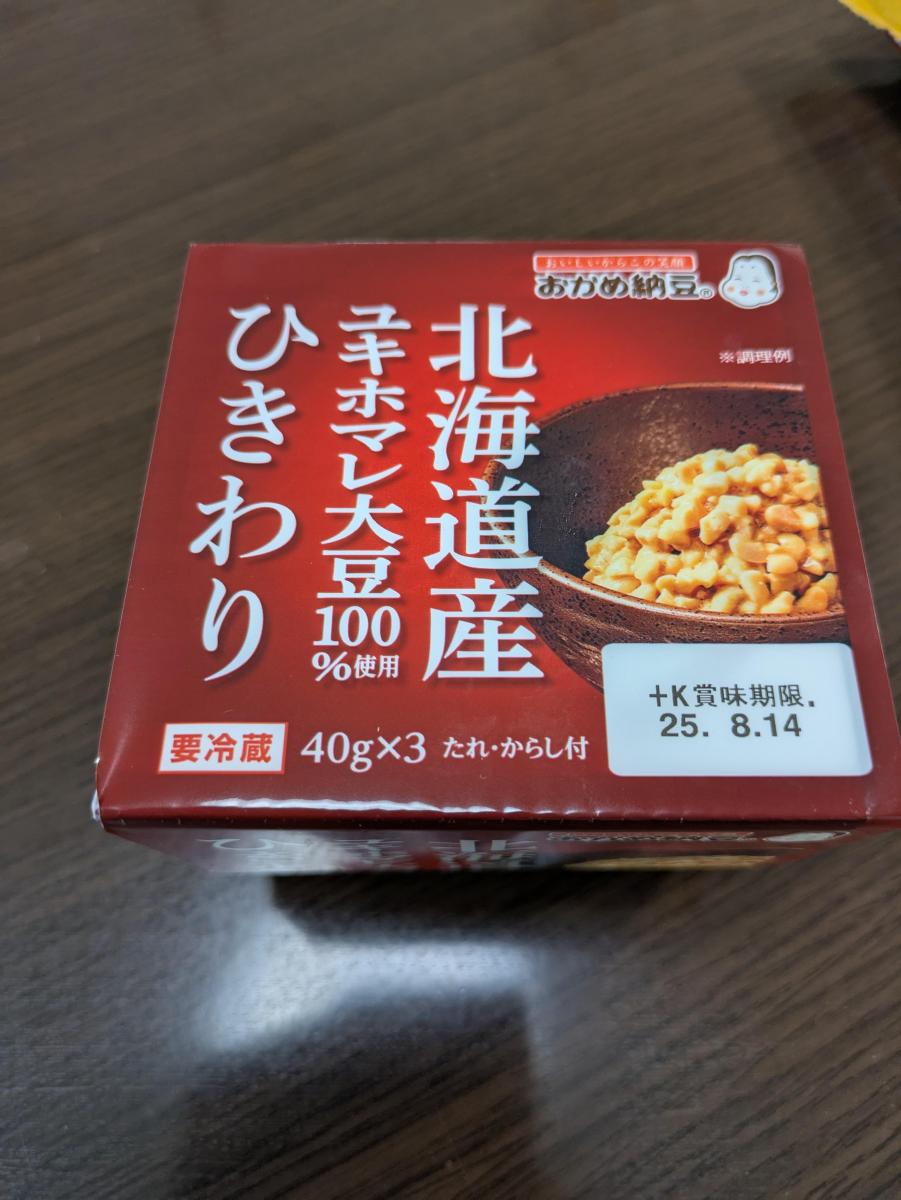 おいしいからこの笑顔
おかめ納豆®
※調理例
北海道産
ユキホマレ大豆100%使用
ひきわり
+K賞味期限.
25. 8.14
要冷蔵 40g×3 たれ・からし付